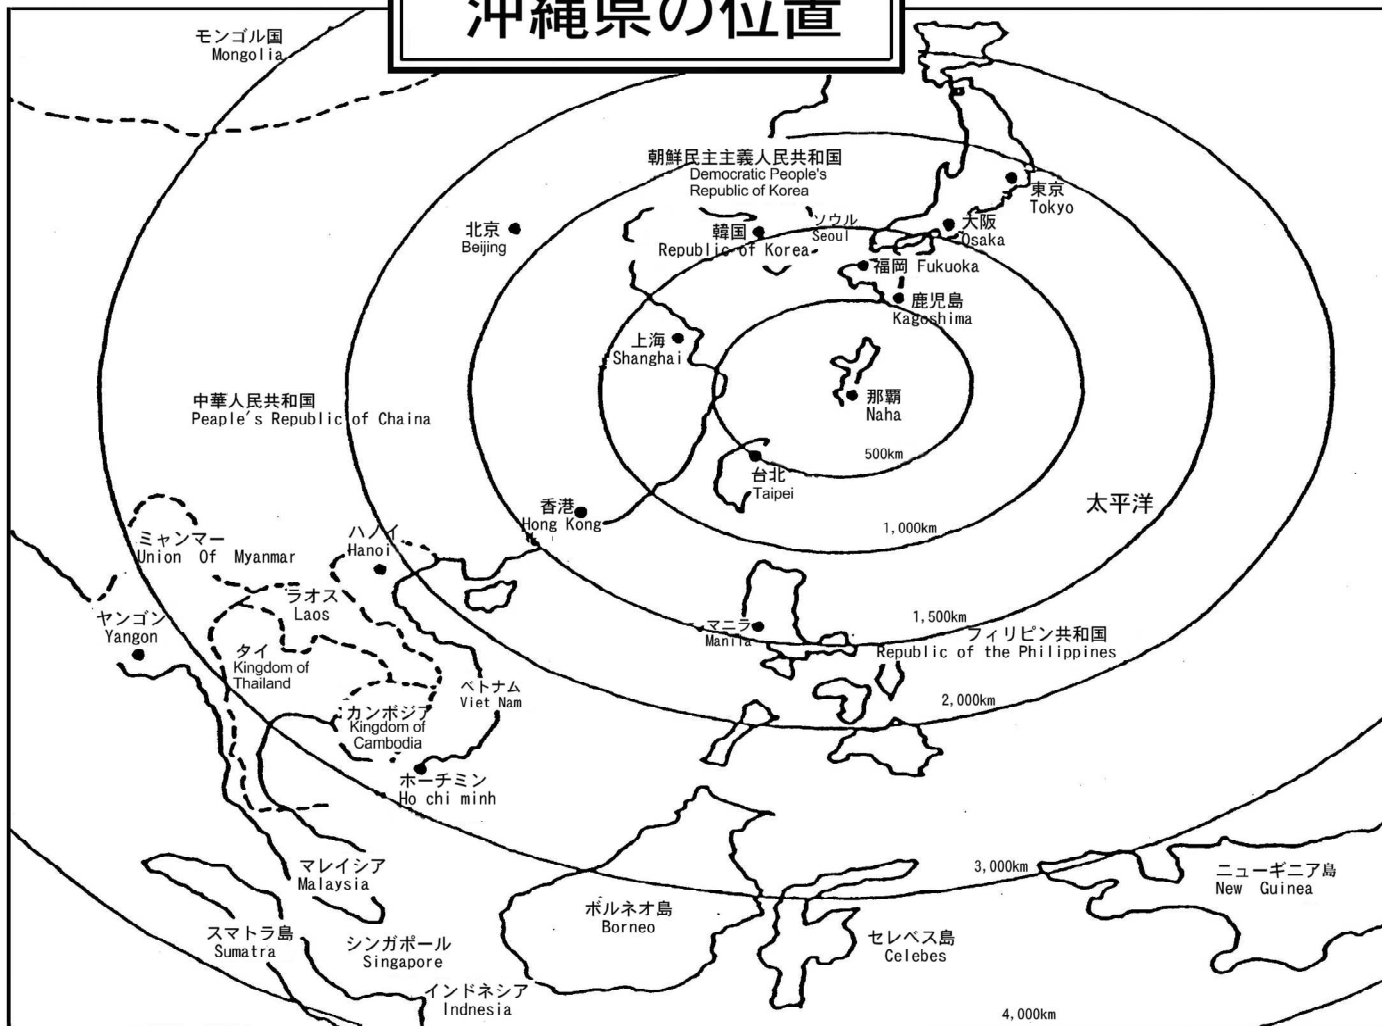 沖縄県の位置
モンゴル国
Mongolia
朝鮮民主主義人民共和国
Democratic People's
Republic of Korea
東京
Tokyo
北京
Beijing
韓国
Republic of Korea
ソウル
Seoul
大阪
Osaka
福岡 Fukuoka
鹿児島
Kagoshima
上海
Shanghai
中華人民共和国
Peaple's Republic of Chaina
那覇
Naha
500km
台北
Taipei
香港
Hong Kong
太平洋
1,000km
ミャンマー
Union Of Myanmar
ハノイ
Hanoi
ラオス
Laos
ヤンゴン
Yangon
タイ
Kingdom of
Thailand
マニラ
Manila
1,500km
フィリピン共和国
Republic of the Philippines
ベトナム
Viet Nam
2,000km
カンボジア
Kingdom of
Cambodia
ホーチミン
Ho chi minh
マレイシア
Malaysia
3,000km
ニューギニア島
New Guinea
ボルネオ島
Borneo
スマトラ島
Sumatra
シンガポール
Singapore
セレベス島
Celebes
インドネシア
Indnesia
4,000km